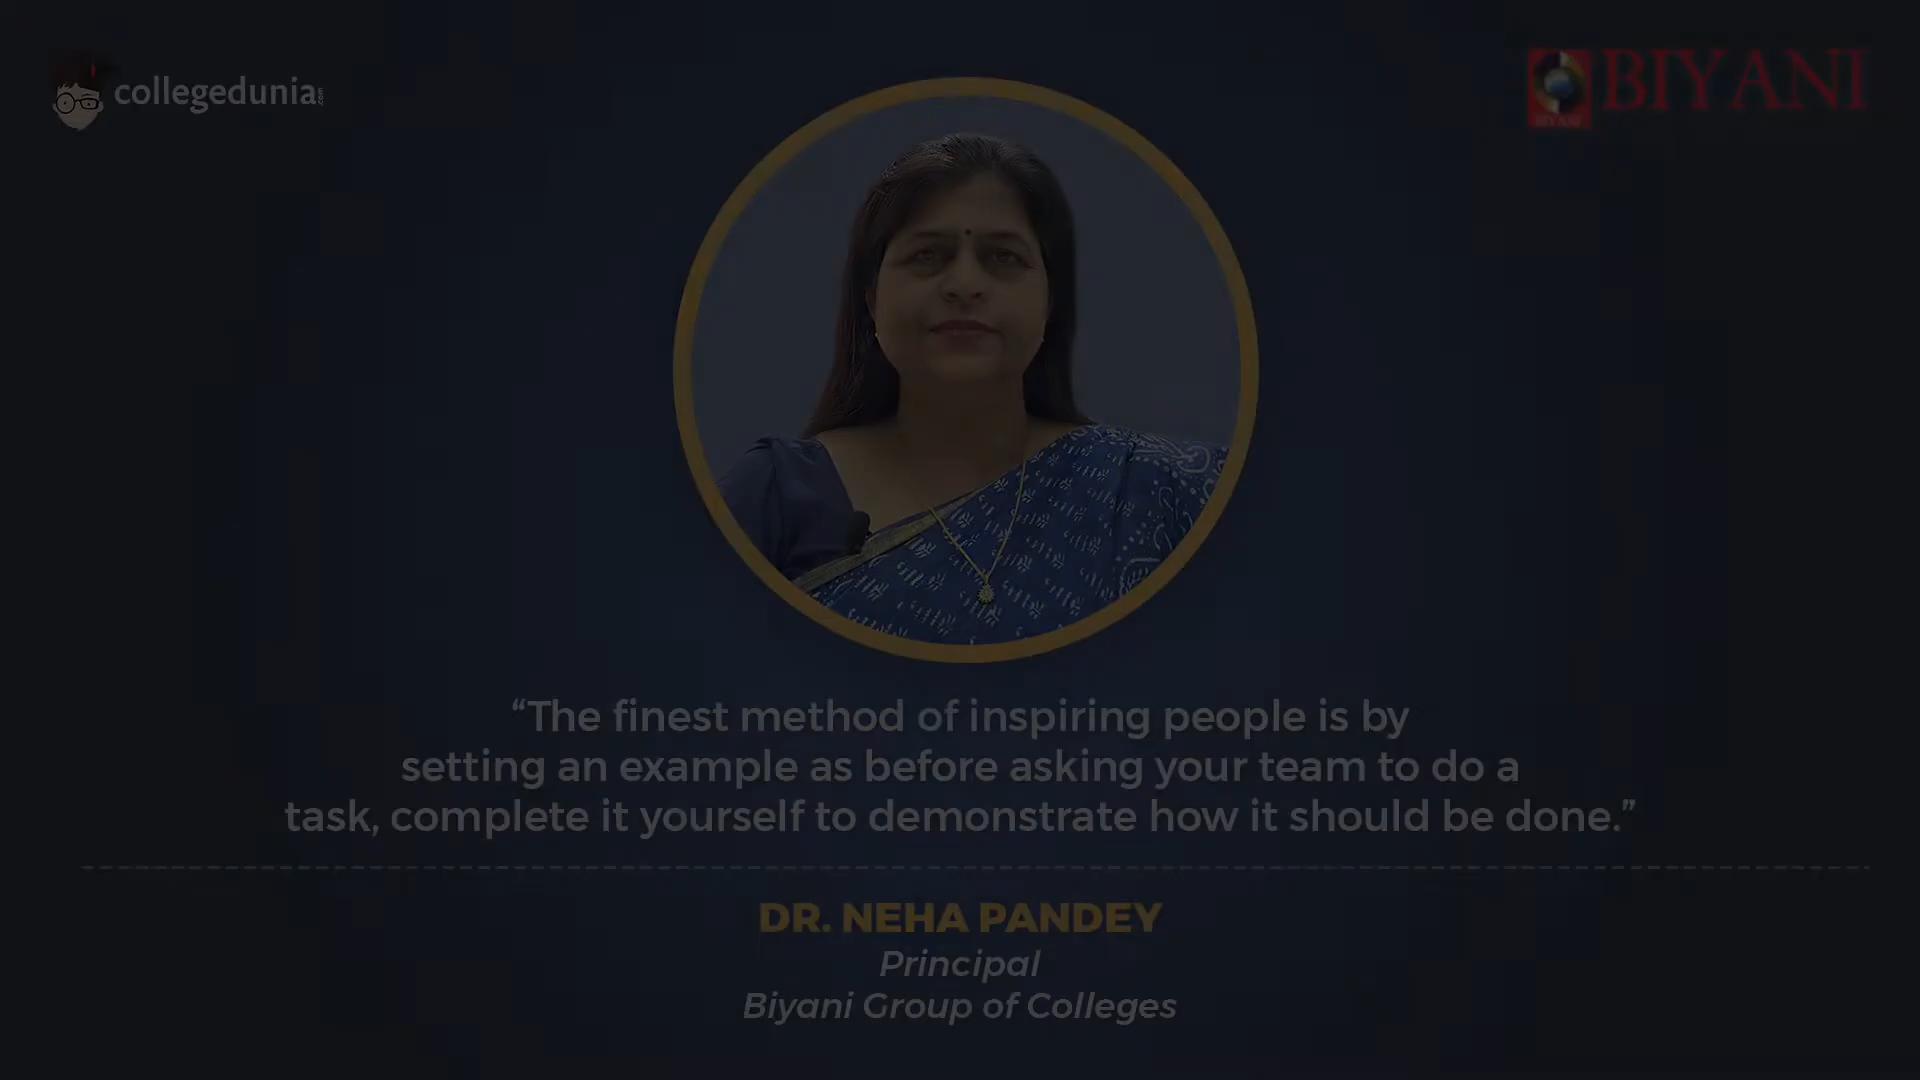 collegedunia.com
BIYANI
BIYANI
“The finest method of inspiring people is by
setting an example as before asking your team to do a
task, complete it yourself to demonstrate how it should be done.”
DR. NEHA PANDEY
Principal
Biyani Group of Colleges